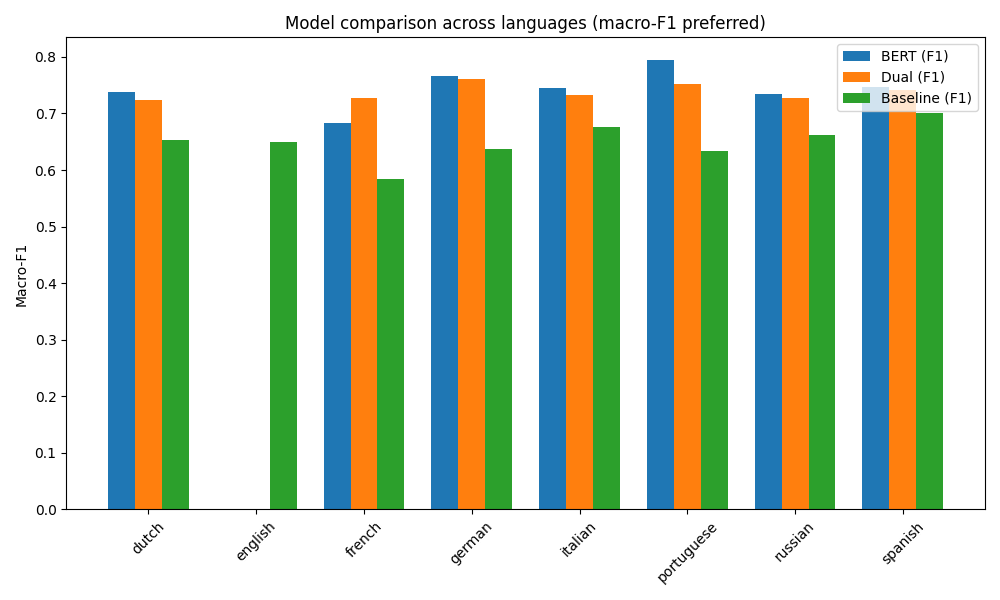 Model comparison across languages (macro-F1 preferred)
BERT (F1)
Dual (F1)
Baseline (F1)
Macro-F1
0.8
0.7
0.6
0.5
0.4
0.3
0.2
0.1
0.0
dutch
english
french
german
italian
portuguese
russian
spanish